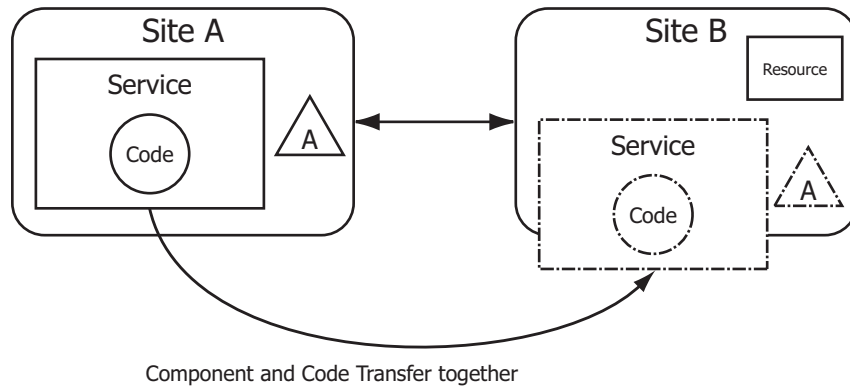 Site A
Service
Code
A
Site B
Resource
Service
Code
A
Component and Code Transfer together